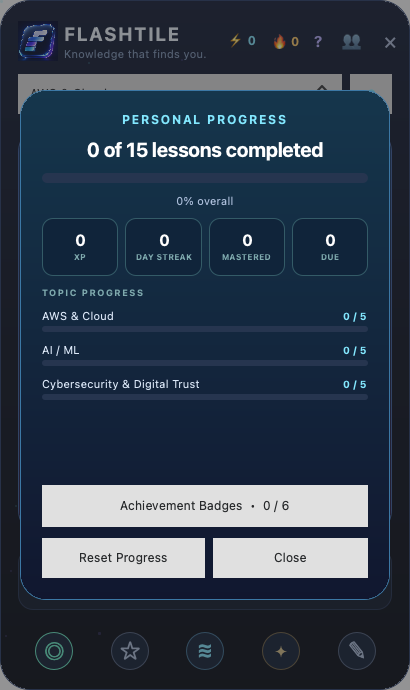 FLASHTILE
Knowledge that finds you.
⚡ 0 🔥 0 ? 👥 ✕
PERSONAL PROGRESS
0 of 15 lessons completed
0% overall
0 0 0 0
XP DAY STREAK MASTERED DUE
TOPIC PROGRESS
AWS & Cloud 0 / 5
AI / ML 0 / 5
Cybersecurity & Digital Trust 0 / 5
Achievement Badges • 0 / 6
Reset Progress Close